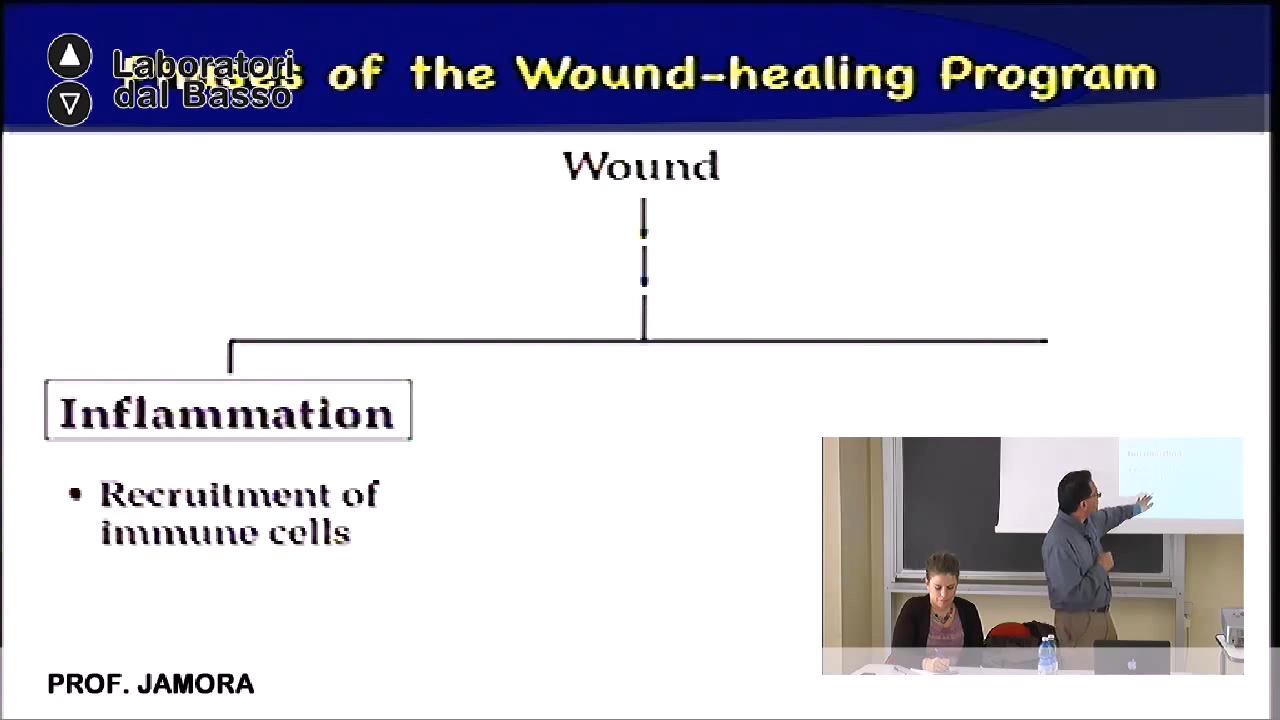 Laboratori
dal Basso
of the Wound-healing Program
Wound
Inflammation
• Recruitment of
immune cells
PROF. JAMORA